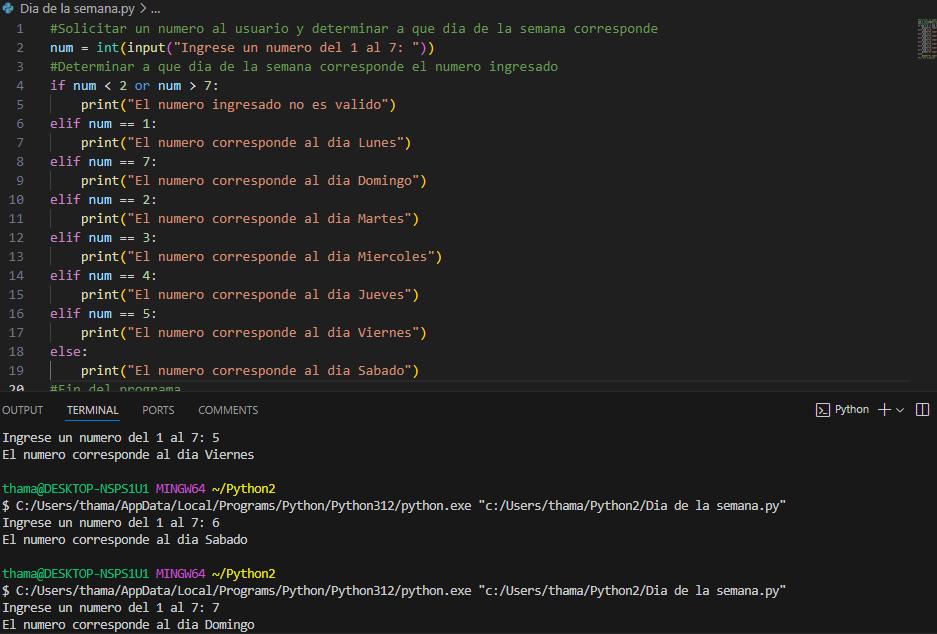 Dia de la semana.py > ...
1 #Solicitar un numero al usuario y determinar a que dia de la semana corresponde
2 num = int(input("Ingrese un numero del 1 al 7: "))
3 #Determinar a que dia de la semana corresponde el numero ingresado
4 if num < 2 or num > 7:
5 print("El numero ingresado no es valido")
6 elif num == 1:
7 print("El numero corresponde al dia Lunes")
8 elif num == 7:
9 print("El numero corresponde al dia Domingo")
10 elif num == 2:
11 print("El numero corresponde al dia Martes")
12 elif num == 3:
13 print("El numero corresponde al dia Miercoles")
14 elif num == 4:
15 print("El numero corresponde al dia Jueves")
16 elif num == 5:
17 print("El numero corresponde al dia Viernes")
18 else:
19 print("El numero corresponde al dia Sabado")
20 #Fin del programa
OUTPUT TERMINAL PORTS COMMENTS Python
Ingrese un numero del 1 al 7: 5
El numero corresponde al dia Viernes
thama@DESKTOP-NSPS1U1 MINGW64 ~/Python2
$ C:/Users/thama/AppData/Local/Programs/Python/Python312/python.exe "c:/Users/thama/Python2/Dia de la semana.py"
Ingrese un numero del 1 al 7: 6
El numero corresponde al dia Sabado
thama@DESKTOP-NSPS1U1 MINGW64 ~/Python2
$ C:/Users/thama/AppData/Local/Programs/Python/Python312/python.exe "c:/Users/thama/Python2/Dia de la semana.py"
Ingrese un numero del 1 al 7: 7
El numero corresponde al dia Domingo